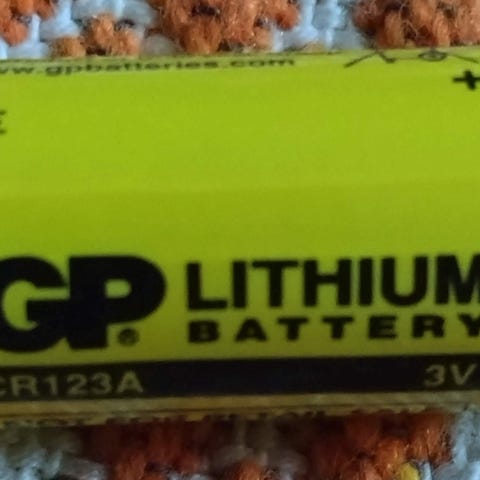 www.gpbatteries.com
+
E
GP® LITHIUM
BATTERY
CR123A 3V